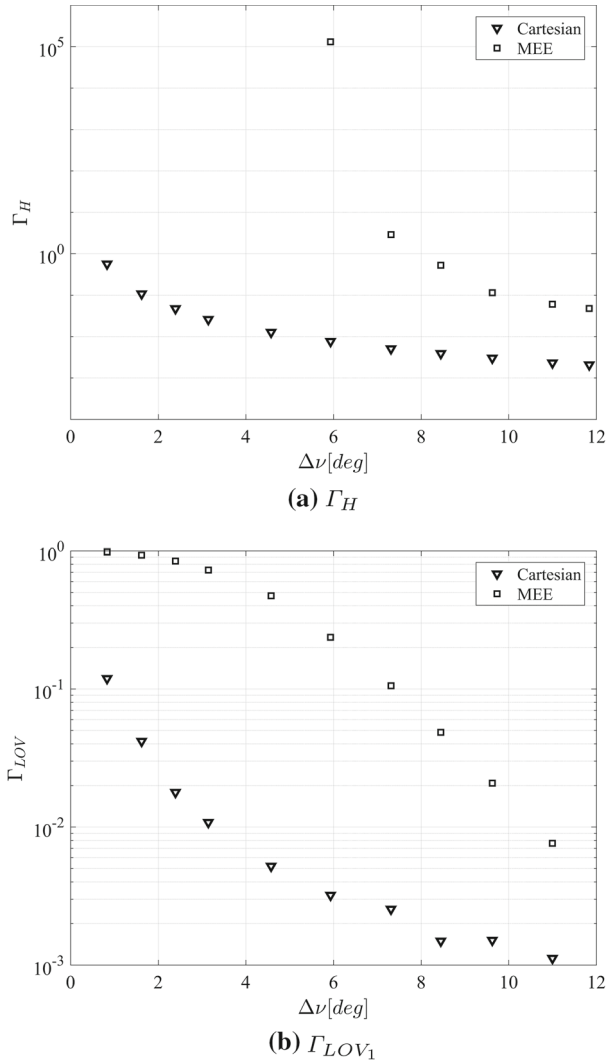 10^5
Cartesian
MEE
Γ_H
10^0
0 2 4 6 8 10 12
Δν[deg]
(a) Γ_H
10^0
Cartesian
MEE
10^-1
Γ_LOV
10^-2
10^-3
0 2 4 6 8 10 12
Δν[deg]
(b) Γ_LOV_1